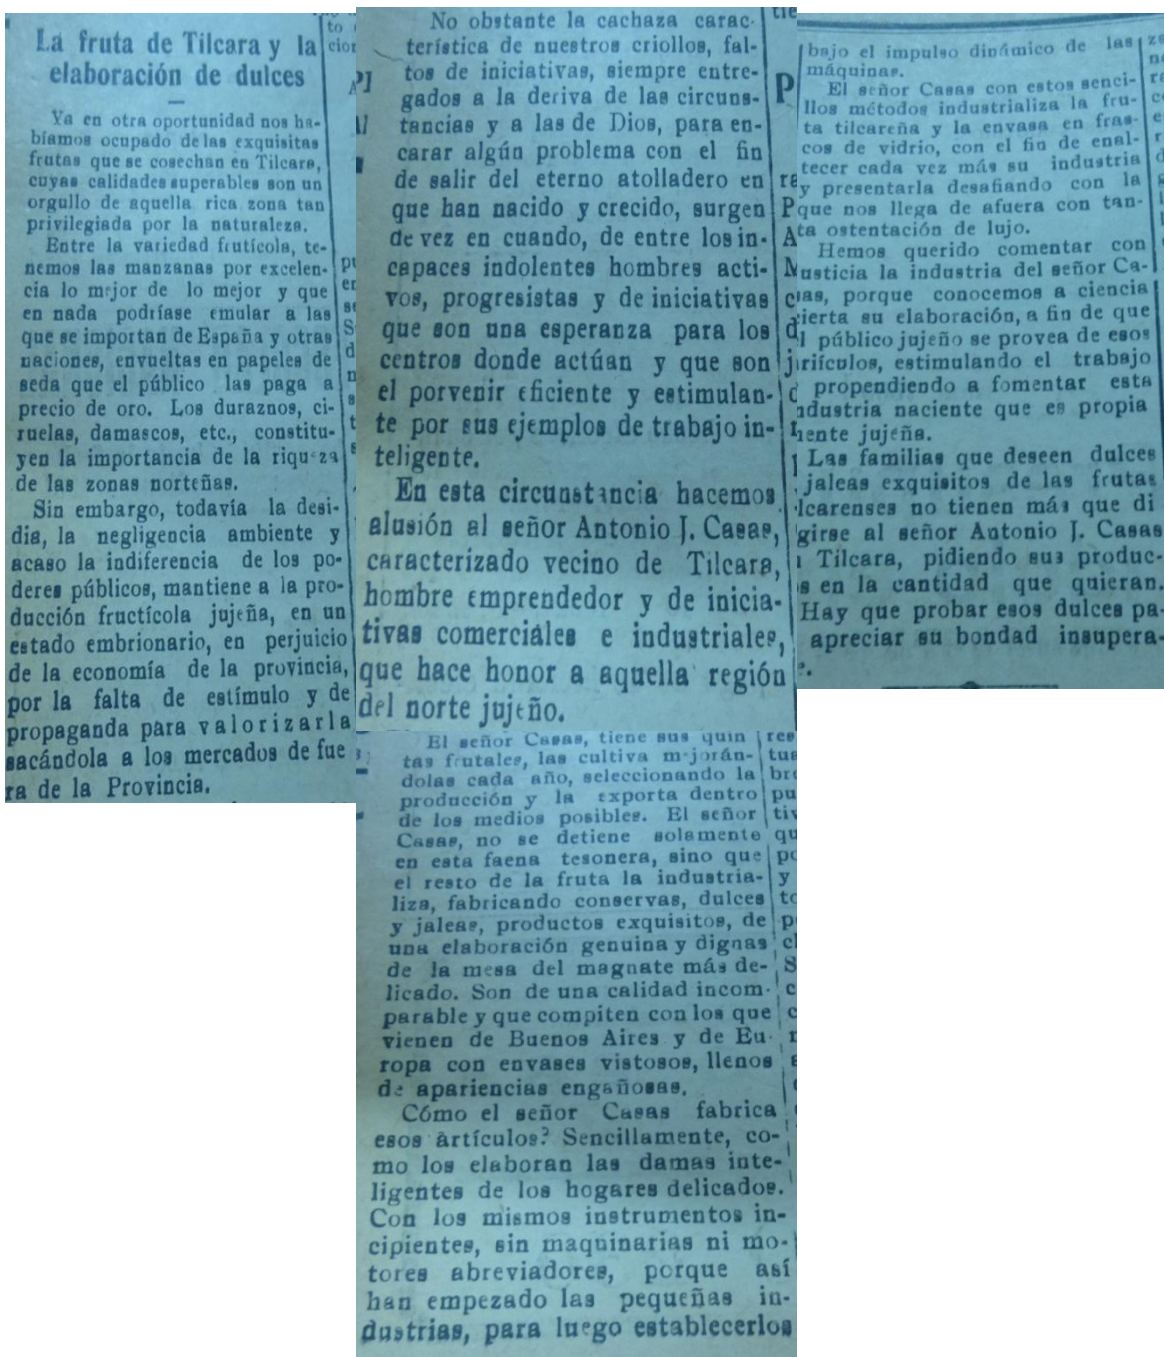 La fruta de Tilcara y la
elaboración de dulces
Ya en otra oportunidad nos ha-
bíamos ocupado de las exquisitas
frutas que se cosechan en Tilcara,
cuyas calidades superables son un
orgullo de aquella rica zona tan
privilegiada por la naturaleza.
Entre la variedad frutícola, te-
nemos las manzanas por excelen-
cia lo mejor de lo mejor y que
en nada podríase emular a las
que se importan de España y otras
naciones, envueltas en papeles de
seda que el público las paga a
precio de oro. Los duraznos, ci-
ruelas, damascos, etc., constitu-
yen la importancia de la riqueza
de las zonas norteñas.
Sin embargo, todavía la desi-
dia, la negligencia ambiente y
acaso la indiferencia de los po-
deres públicos, mantiene a la pro-
ducción fructícola jujeña, en un
estado embrionario, en perjuicio
de la economía de la provincia,
por la falta de estímulo y de
propaganda para valorizarla
sacándola a los mercados de fue
ra de la Provincia.
No obstante la cachaza carac-
terística de nuestros criollos, fal-
tos de iniciativas, siempre entre-
gados a la deriva de las circuns-
tancias y a las de Dios, para en-
carar algún problema con el fin
de salir del eterno atolladero en
que han nacido y crecido, surgen
de vez en cuando, de entre los in-
capaces indolentes hombres acti-
vos, progresistas y de iniciativas
que son una esperanza para los
centros donde actúan y que son
el porvenir eficiente y estimulan-
te por sus ejemplos de trabajo in-
teligente.
En esta circunstancia hacemos
alusión al señor Antonio J. Casas,
caracterizado vecino de Tilcara,
hombre emprendedor y de inicia-
tivas comerciales e industriales,
que hace honor a aquella región
del norte jujeño.
El señor Casas, tiene sus quin
tas frutales, las cultiva mejorán-
dolas cada año, seleccionando la
producción y la exporta dentro
de los medios posibles. El señor
Casas, no se detiene solamente
en esta faena tesonera, sino que
el resto de la fruta la industria-
liza, fabricando conservas, dulces
y jaleas, productos exquisitos, de
una elaboración genuina y dignas
de la mesa del magnate más de-
licado. Son de una calidad incom-
parable y que compiten con los que
vienen de Buenos Aires y de Eu-
ropa con envases vistosos, llenos
de apariencias engañosas.
Cómo el señor Casas fabrica
esos artículos? Sencillamente, co-
mo los elaboran las damas inte-
ligentes de los hogares delicados.
Con los mismos instrumentos in-
cipientes, sin maquinarias ni mo-
tores abreviadores, porque así
han empezado las pequeñas in-
dustrias, para luego establecerlos
bajo el impulso dinámico de las
máquinas.
El señor Casas con estos senci-
llos métodos industrializa la fru-
ta tilcareña y la envasa en fras-
cos de vidrio, con el fin de enal-
tecer cada vez más su industria
y presentarla desafiando con la
que nos llega de afuera con tan-
ta ostentación de lujo.
Hemos querido comentar con
usticia la industria del señor Ca-
as, porque conocemos a ciencia
cierta su elaboración, a fin de que
l público jujeño se provea de esos
riículos, estimulando el trabajo
propendiendo a fomentar esta
ndustria naciente que es propia
ente jujeña.
Las familias que deseen dulces
jaleas exquisitos de las frutas
lcarenses no tienen más que di
girse al señor Antonio J. Casas
Tilcara, pidiendo sus produc-
s en la cantidad que quieran.
Hay que probar esos dulces pa-
apreciar su bondad insupera-